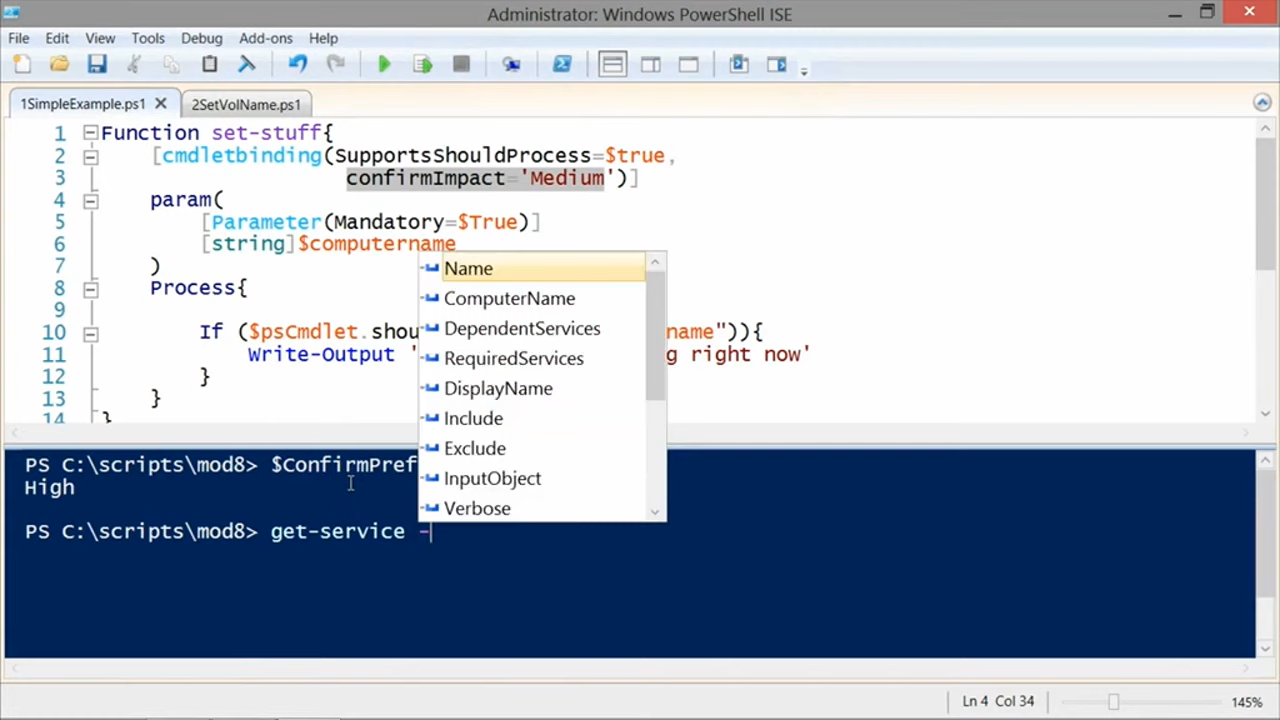 Administrator: Windows PowerShell ISE
File Edit View Tools Debug Add-ons Help
1SimpleExample.ps1 2SetVolName.ps1
1 Function set-stuff{
2 [cmdletbinding(SupportsShouldProcess=$true,
3 confirmImpact='Medium')]
4 param(
5 [Parameter(Mandatory=$True)]
6 [string]$computername
7 )
8 Process{
9
10 If ($psCmdlet.shou name")){
11 Write-Output ' g right now'
12 }
13 }
14 }
Name
ComputerName
DependentServices
RequiredServices
DisplayName
Include
Exclude
InputObject
Verbose
PS C:\scripts\mod8> $ConfirmPref
High
PS C:\scripts\mod8> get-service -
Ln 4 Col 34 145%